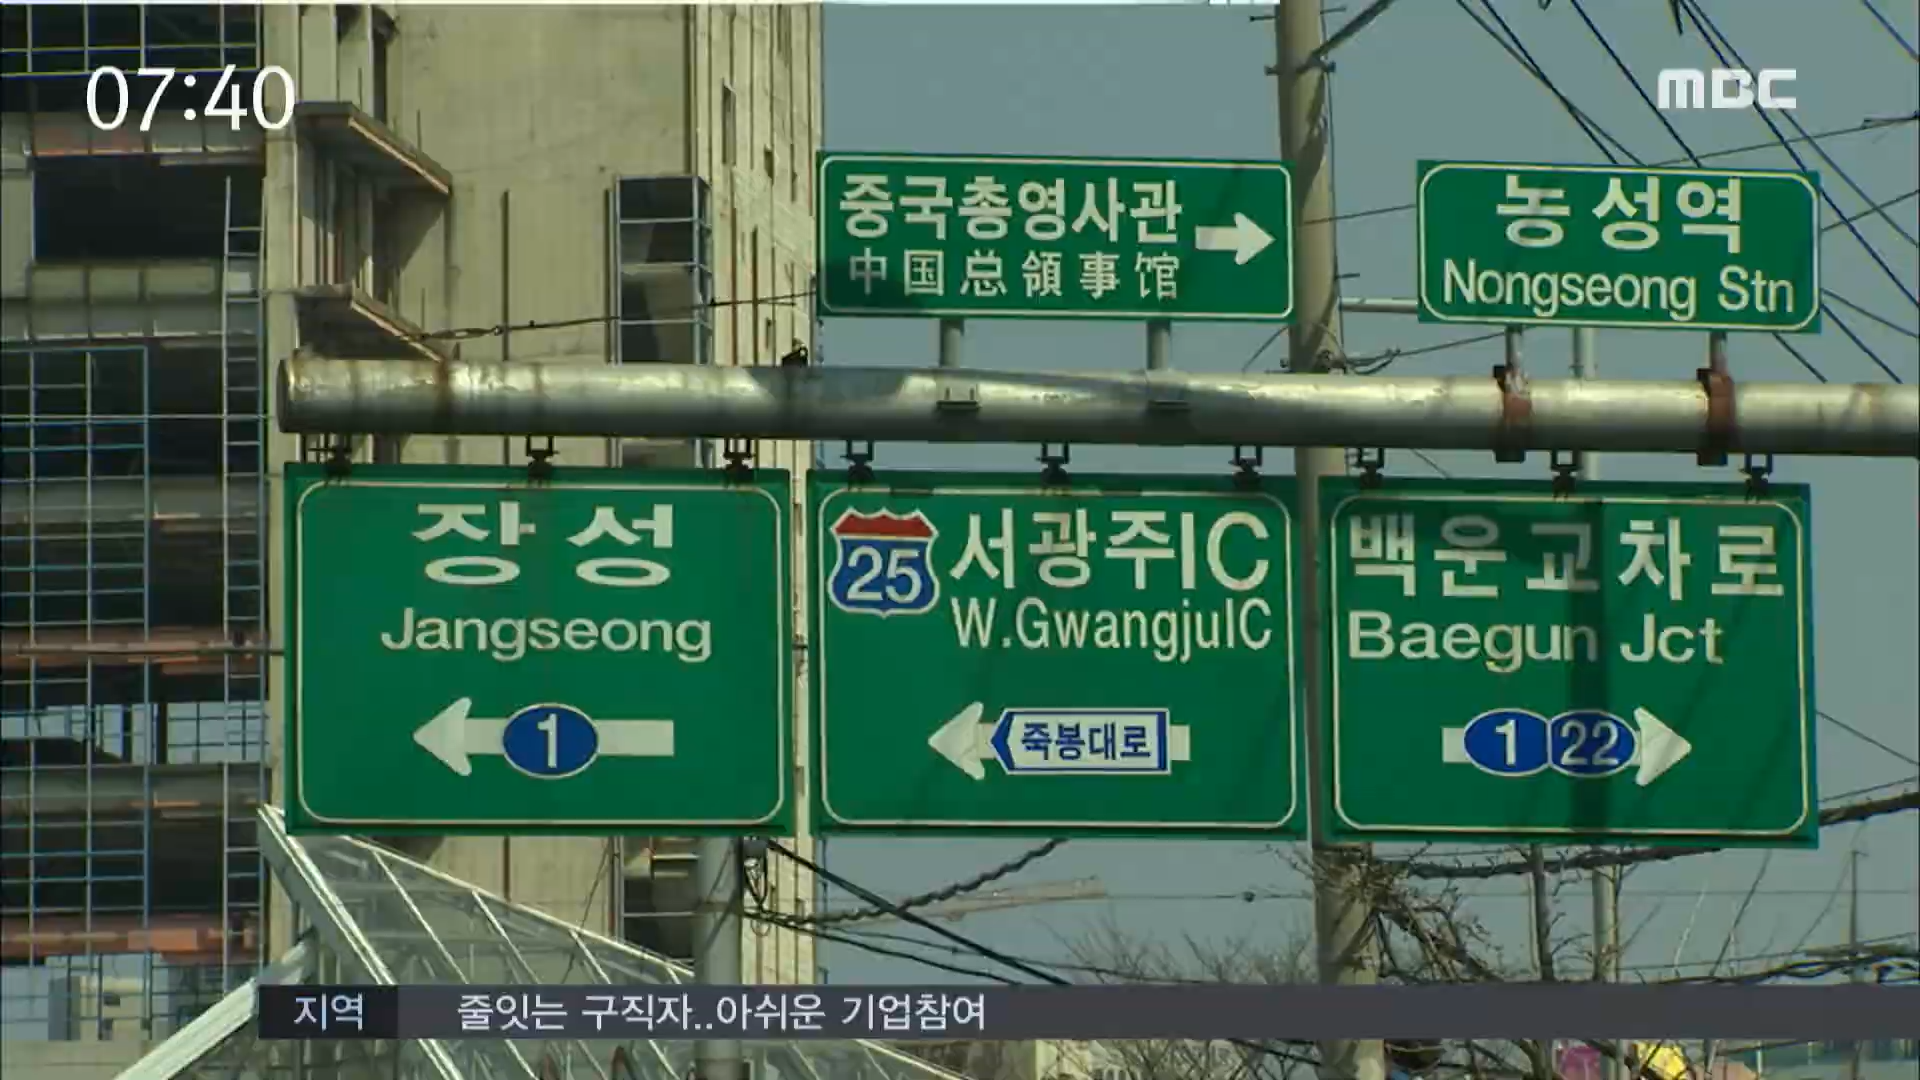 07:40
MBC
중국총영사관
中国总領事馆
농성역
Nongseong Stn
장성
Jangseong
1
25
서광주IC
W.GwangjuIC
죽봉대로
백운교차로
Baegun Jct
1 22
지역
줄잇는 구직자..아쉬운 기업참여